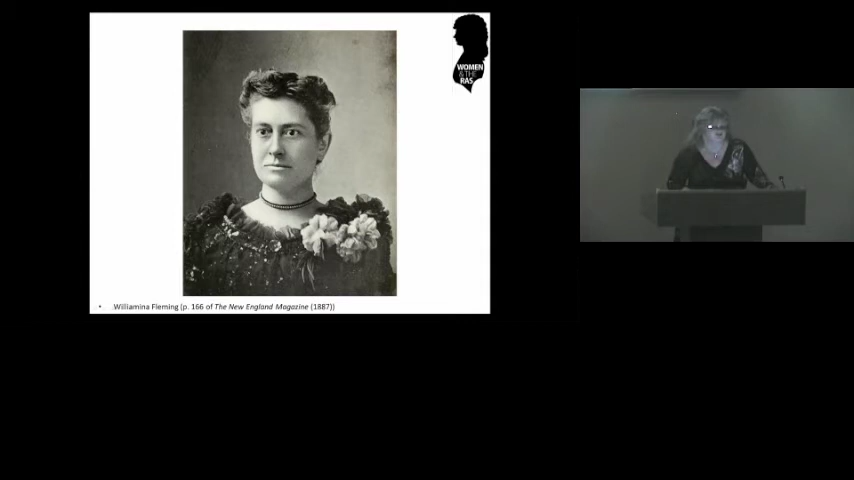 WOMEN
& THE
RAS
• Williamina Fleming (p. 166 of The New England Magazine (1887))